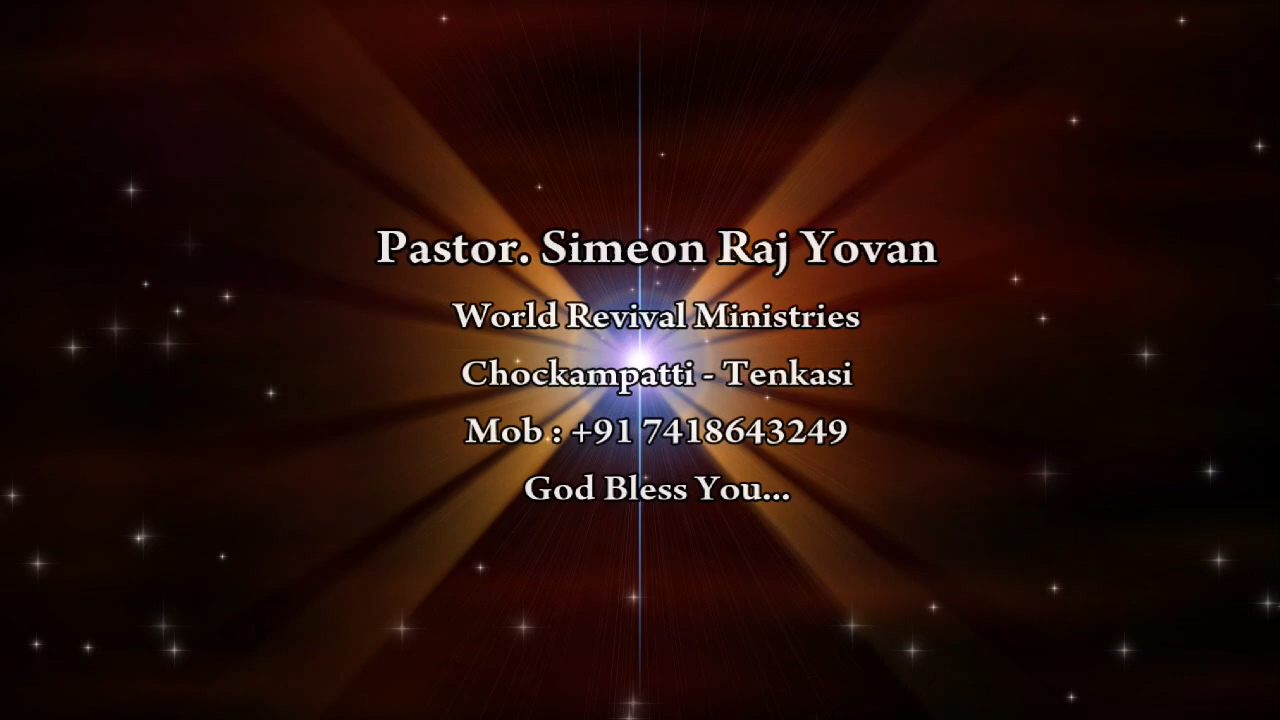 Pastor. Simeon Raj Yovan
World Revival Ministries
Chockampatti - Tenkasi
Mob : +91 7418643249
God Bless You...